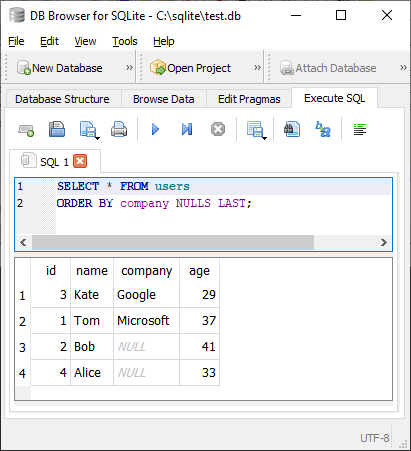 DB Browser for SQLite - C:\sqlite\test.db
File Edit View Tools Help
New Database » Open Project » Attach Database »
Database Structure Browse Data Edit Pragmas Execute SQL
SQL 1
1 SELECT * FROM users
2 ORDER BY company NULLS LAST;
id name company age
1 3 Kate Google 29
2 1 Tom Microsoft 37
3 2 Bob NULL 41
4 4 Alice NULL 33
UTF-8